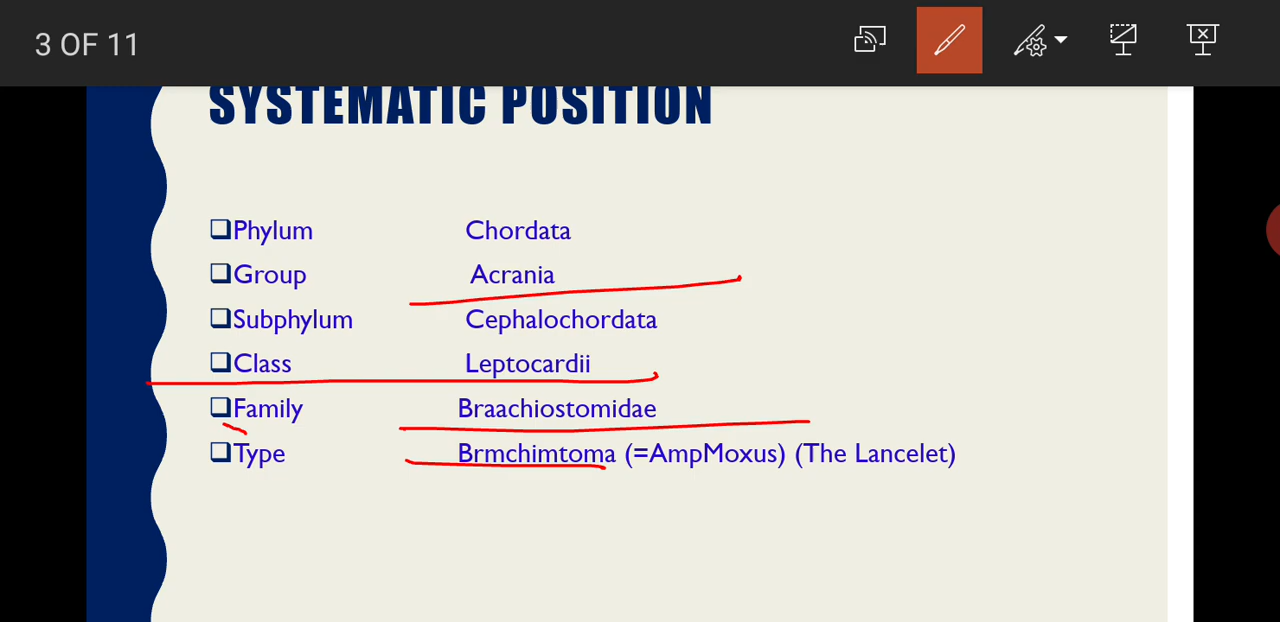 3 OF 11
SYSTEMATIC POSITION
Phylum Chordata
Group Acrania
Subphylum Cephalochordata
Class Leptocardii
Family Braachiostomidae
Type Brmchimtoma (=AmpMoxus) (The Lancelet)